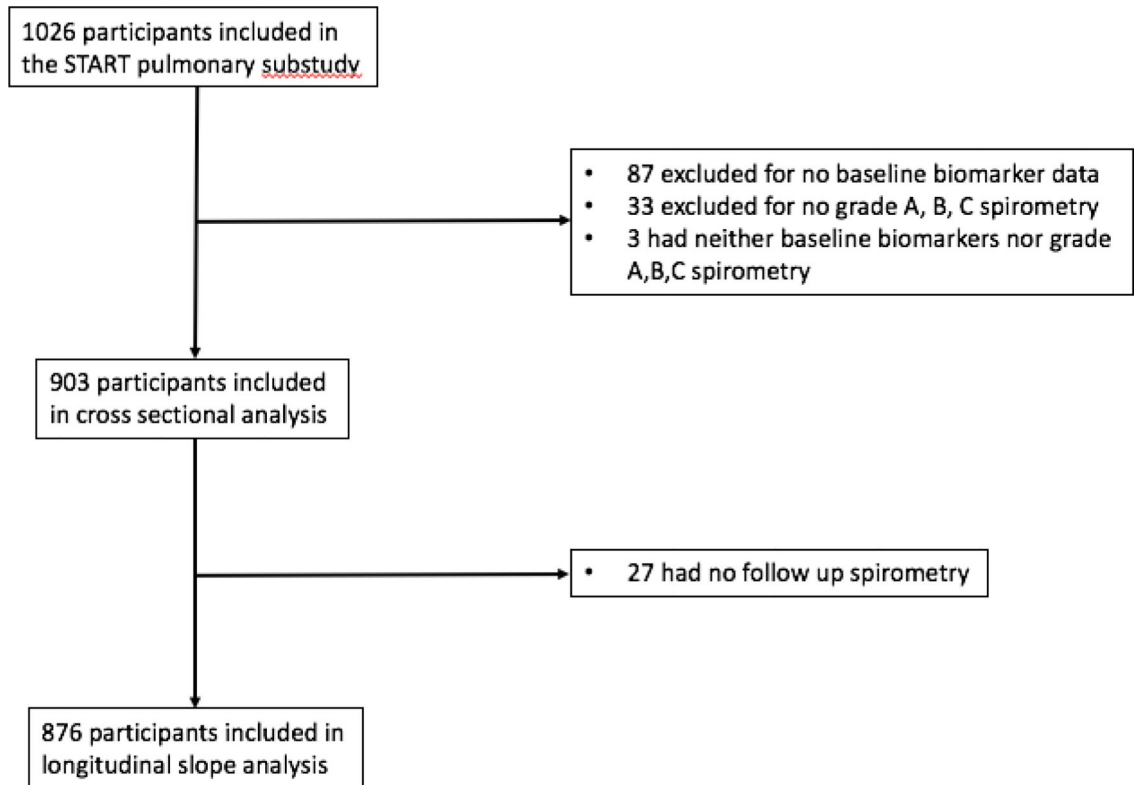 1026 participants included in
the START pulmonary substudy
• 87 excluded for no baseline biomarker data
• 33 excluded for no grade A, B, C spirometry
• 3 had neither baseline biomarkers nor grade
A,B,C spirometry
903 participants included
in cross sectional analysis
• 27 had no follow up spirometry
876 participants included in
longitudinal slope analysis